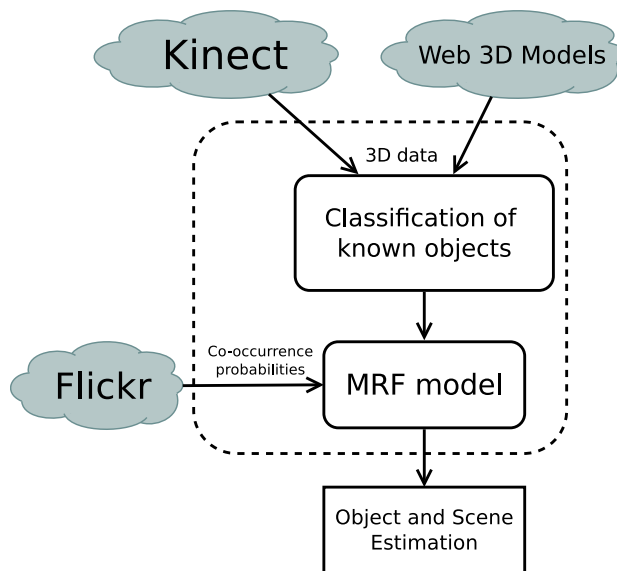 Kinect
Web 3D Models
3D data
Classification of
known objects
Co-occurrence
probabilities
Flickr
MRF model
Object and Scene
Estimation